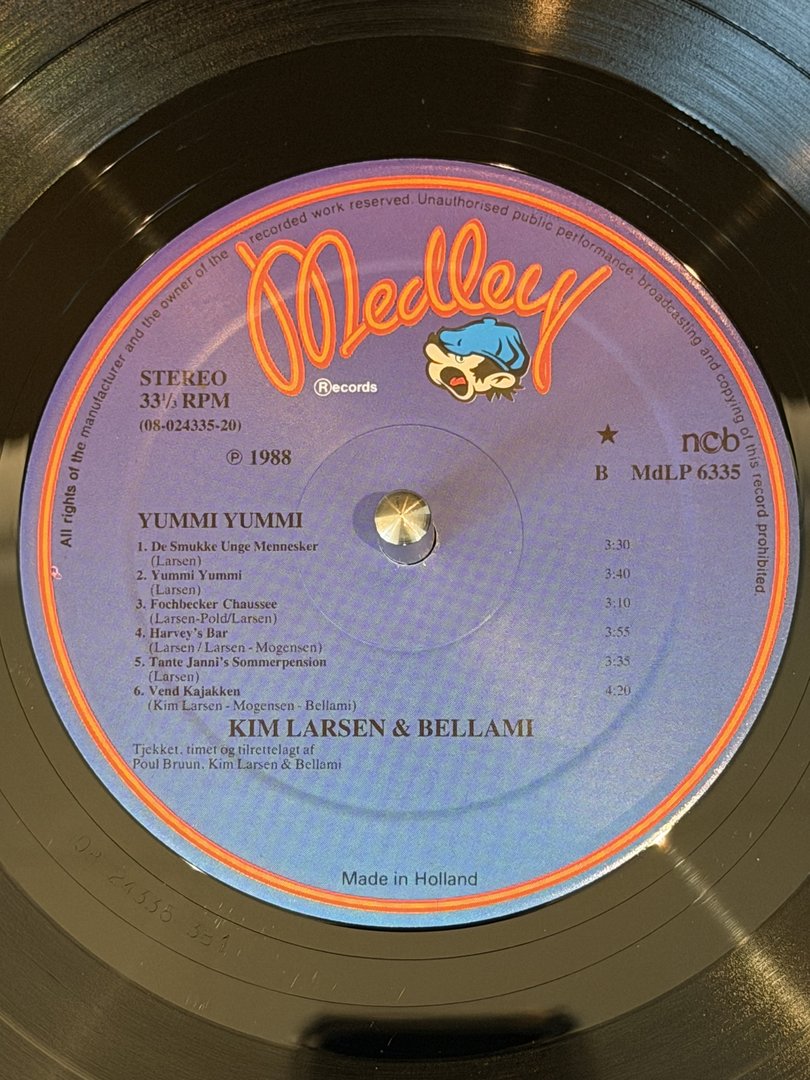 All rights of the manufacturer and the owner of the recorded work reserved. Unauthorised public performance, broadcasting and copying of this record prohibited.
Medley
Records
STEREO
33⅓ RPM
(08-024335-20)
℗ 1988
★ ncb
B MdLP 6335
YUMMI YUMMI
1. De Smukke Unge Mennesker 3:30
(Larsen)
2. Yummi Yummi 3:40
(Larsen)
3. Fochbecker Chaussee 3:10
(Larsen-Pold/Larsen)
4. Harvey's Bar 3:55
(Larsen / Larsen - Mogensen)
5. Tante Janni's Sommerpension 3:35
(Larsen)
6. Vend Kajakken 4:20
(Kim Larsen - Mogensen - Bellami)
KIM LARSEN & BELLAMI
Tjekket, timet og tilrettelagt af
Poul Bruun, Kim Larsen & Bellami
Made in Holland